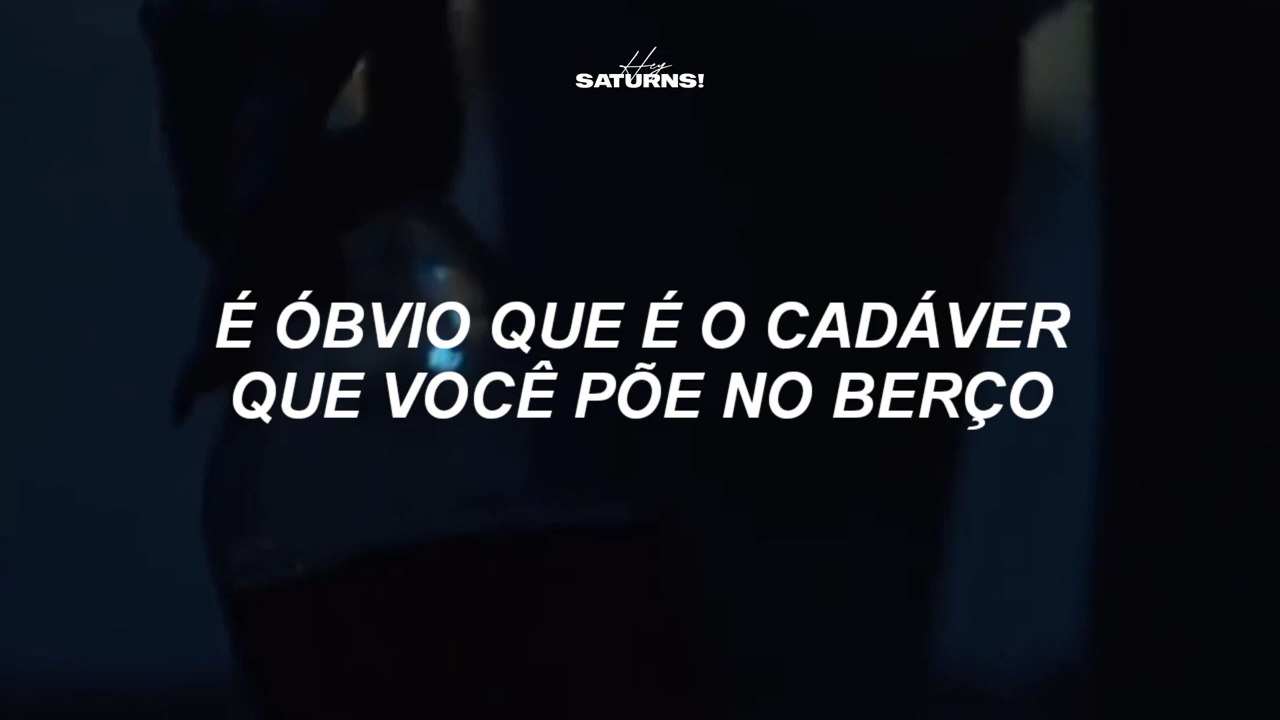 Hey
SATURNS!
É ÓBVIO QUE É O CADÁVER
QUE VOCÊ PÕE NO BERÇO